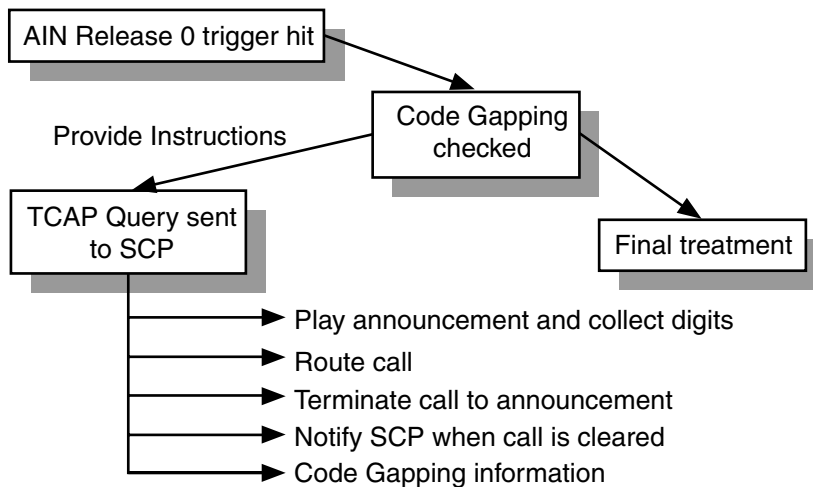 AIN Release 0 trigger hit
Code Gapping
checked
Provide Instructions
TCAP Query sent
to SCP
Final treatment
Play announcement and collect digits
Route call
Terminate call to announcement
Notify SCP when call is cleared
Code Gapping information